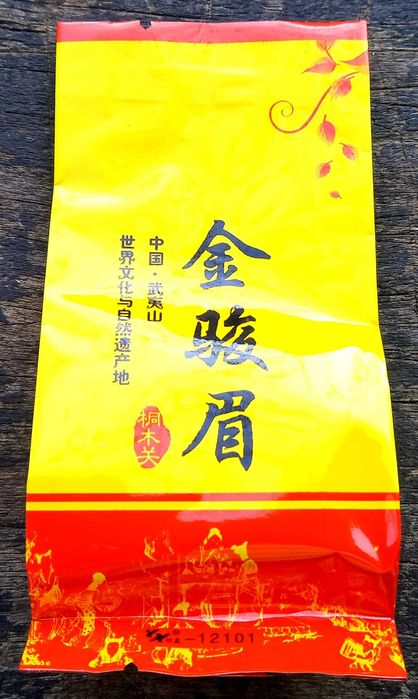 金骏眉
中国·武夷山
世界文化与自然遗产地
桐木关
-12101